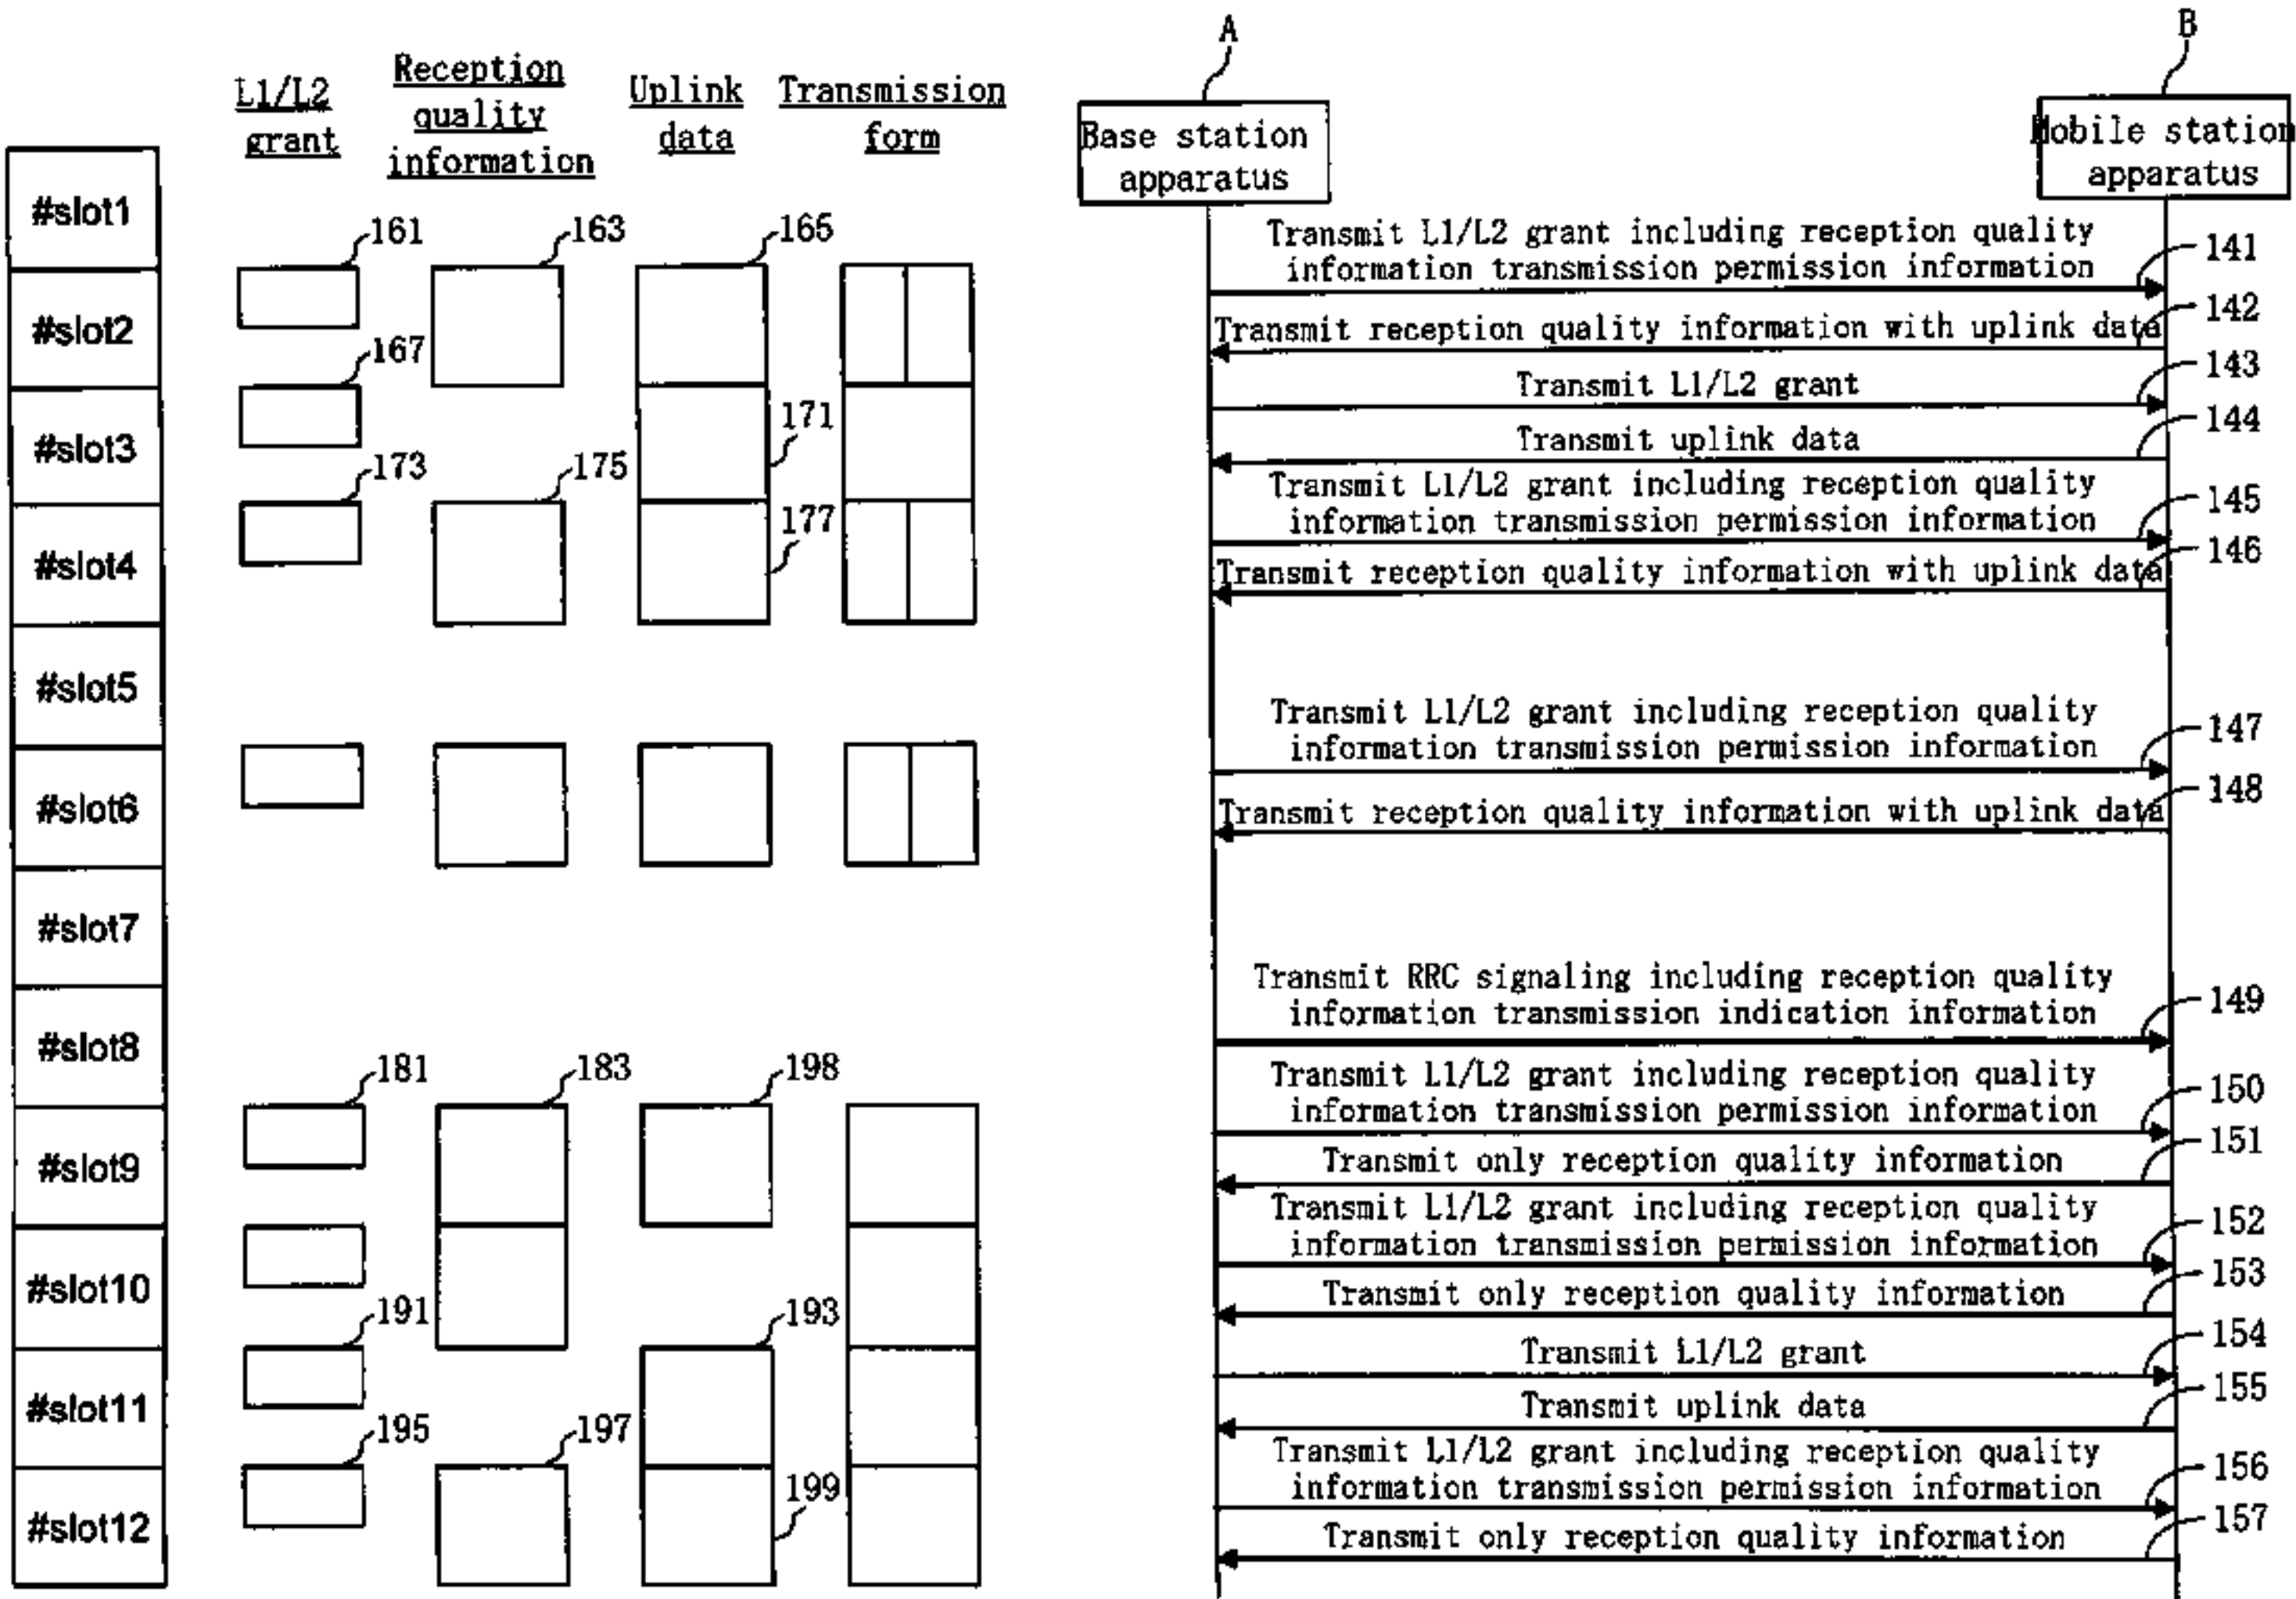 A
B
L1/L2
grant
Reception
quality
information
Uplink
data
Transmission
form
Base station
apparatus
Mobile station
apparatus
#slot1
161
163
165
Transmit L1/L2 grant including reception quality
information transmission permission information
141
#slot2
Transmit reception quality information with uplink data
142
167
Transmit L1/L2 grant
143
171
#slot3
Transmit uplink data
144
173
175
177
Transmit L1/L2 grant including reception quality
information transmission permission information
145
#slot4
Transmit reception quality information with uplink data
146
#slot5
Transmit L1/L2 grant including reception quality
information transmission permission information
147
#slot6
Transmit reception quality information with uplink data
148
#slot7
Transmit RRC signaling including reception quality
information transmission indication information
149
#slot8
181
183
198
Transmit L1/L2 grant including reception quality
information transmission permission information
150
#slot9
Transmit only reception quality information
151
Transmit L1/L2 grant including reception quality
information transmission permission information
152
#slot10
Transmit only reception quality information
153
191
193
Transmit L1/L2 grant
154
#slot11
Transmit uplink data
155
195
197
199
Transmit L1/L2 grant including reception quality
information transmission permission information
156
#slot12
Transmit only reception quality information
157